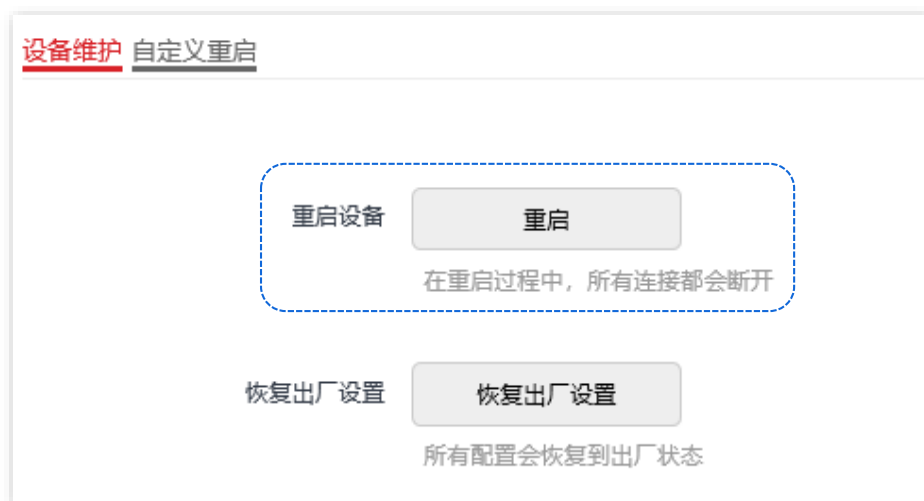 设备维护 自定义重启
重启设备 重启
在重启过程中，所有连接都会断开
恢复出厂设置 恢复出厂设置
所有配置会恢复到出厂状态